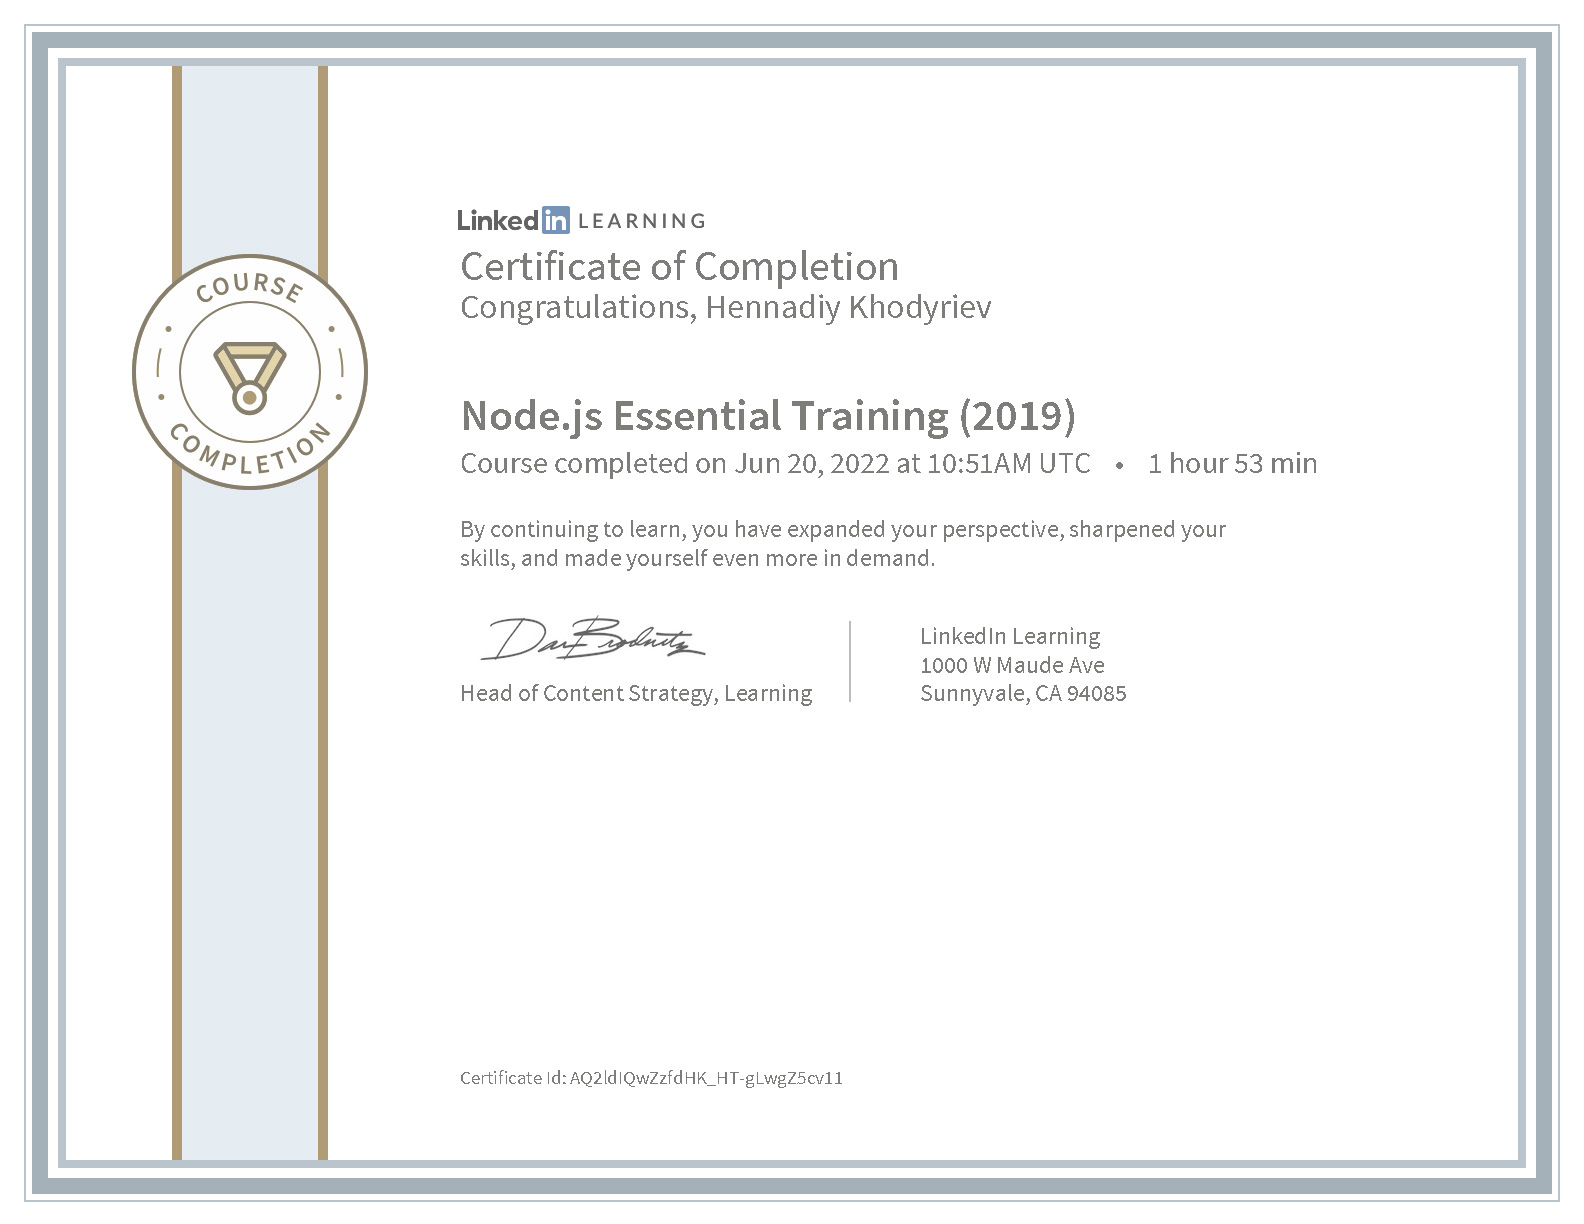 COURSE
COMPLETION
Linkedin LEARNING
Certificate of Completion
Congratulations, Hennadiy Khodyriev
Node.js Essential Training (2019)
Course completed on Jun 20, 2022 at 10:51AM UTC • 1 hour 53 min
By continuing to learn, you have expanded your perspective, sharpened your
skills, and made yourself even more in demand.
Dan Brodnitz
Head of Content Strategy, Learning
LinkedIn Learning
1000 W Maude Ave
Sunnyvale, CA 94085
Certificate Id: AQ2ldIQwZzfdHK_HT-gLwgZ5cv11